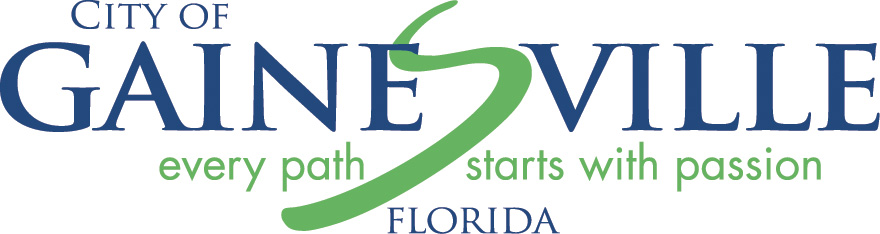 CITY OF
GAINESVILLE
every path starts with passion
FLORIDA